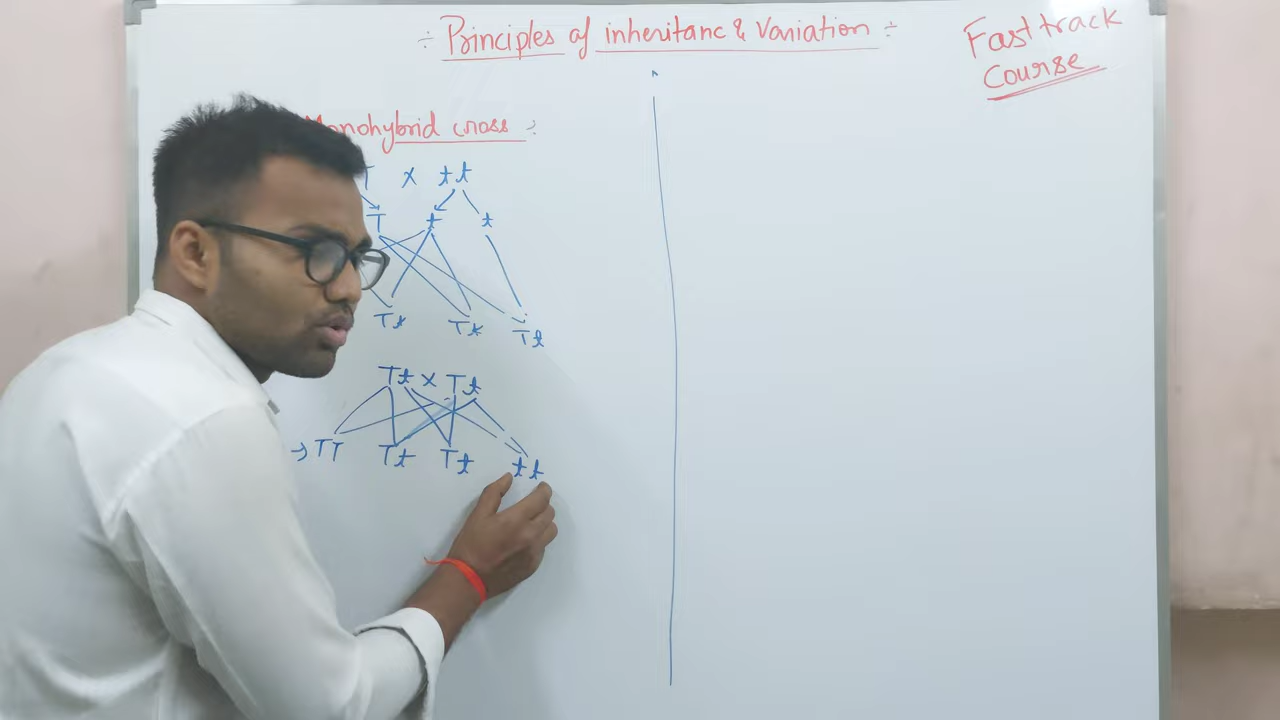 ÷ Principles of inheritanc & Variation ÷
Fast track
Course
Monohybrid cross :
T x tt
T t t
Tt Tt Tt
Tt x Tt
→ TT Tt Tt tt